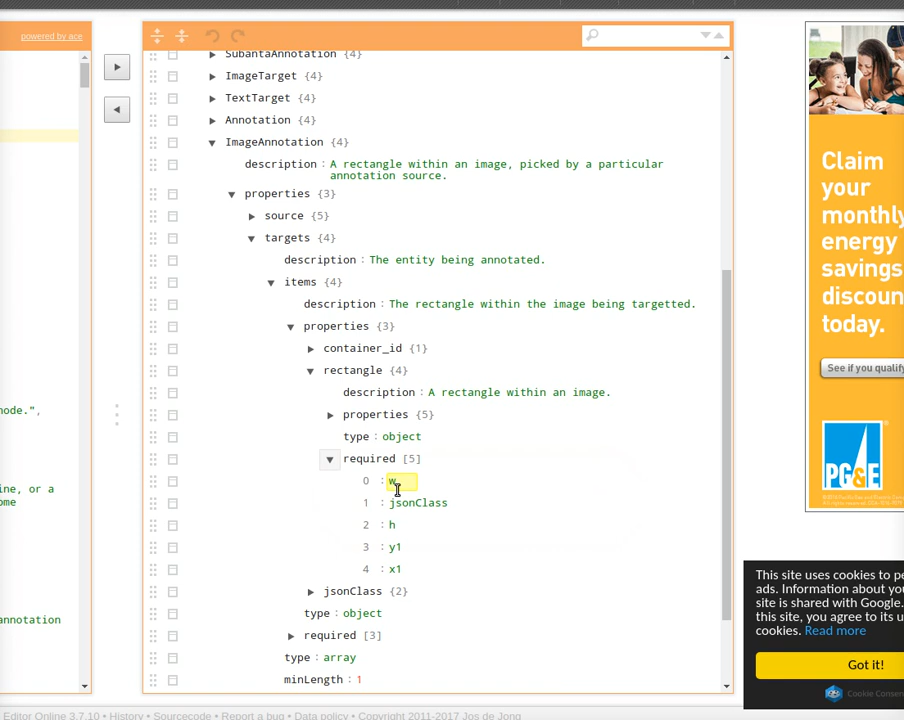 powered by ace
SubantaAnnotation {4}
ImageTarget {4}
TextTarget {4}
Annotation {4}
ImageAnnotation {4}
description : A rectangle within an image, picked by a particular
annotation source.
properties {3}
source {5}
targets {4}
description : The entity being annotated.
items {4}
description : The rectangle within the image being targetted.
properties {3}
container_id {1}
rectangle {4}
description : A rectangle within an image.
properties {5}
type : object
required [5]
0 : w
1 : jsonClass
2 : h
3 : y1
4 : x1
jsonClass {2}
type : object
required [3]
type : array
minLength : 1
node.",
ine, or a
ome
annotation
Claim
your
monthly
energy
savings
discoun
today.
See if you qualify
PG&E
This site uses cookies to pe
ads. Information about you
site is shared with Google.
this site, you agree to its u
cookies. Read more
Got it!
Cookie Consen
Editor Online 3.7.10 • History • Sourcecode • Report a bug • Data policy • Copyright 2011-2017 Jos de Jong